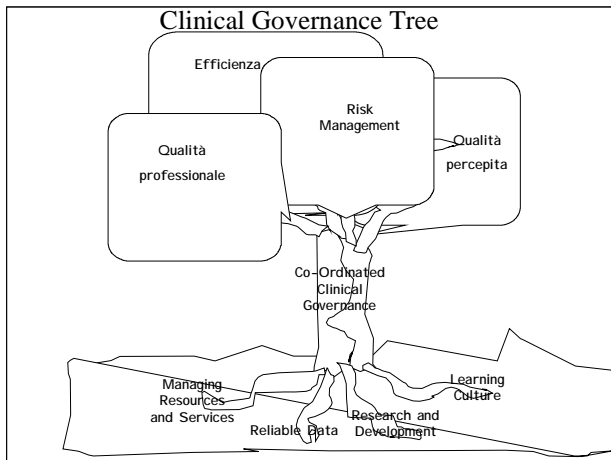 Clinical Governance Tree
Efficienza
Risk
Management
Qualità
professionale
Qualità
percepita
Co-Ordinated
Clinical
Governance
Managing
Resources
and Services
Learning
Culture
Reliable Data
Research and
Development